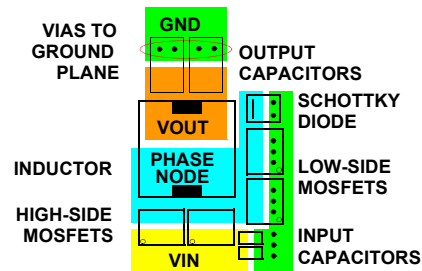 GND
VIAS TO
GROUND
PLANE
OUTPUT
CAPACITORS
SCHOTTKY
DIODE
VOUT
INDUCTOR
PHASE
NODE
LOW-SIDE
MOSFETS
HIGH-SIDE
MOSFETS
INPUT
CAPACITORS
VIN